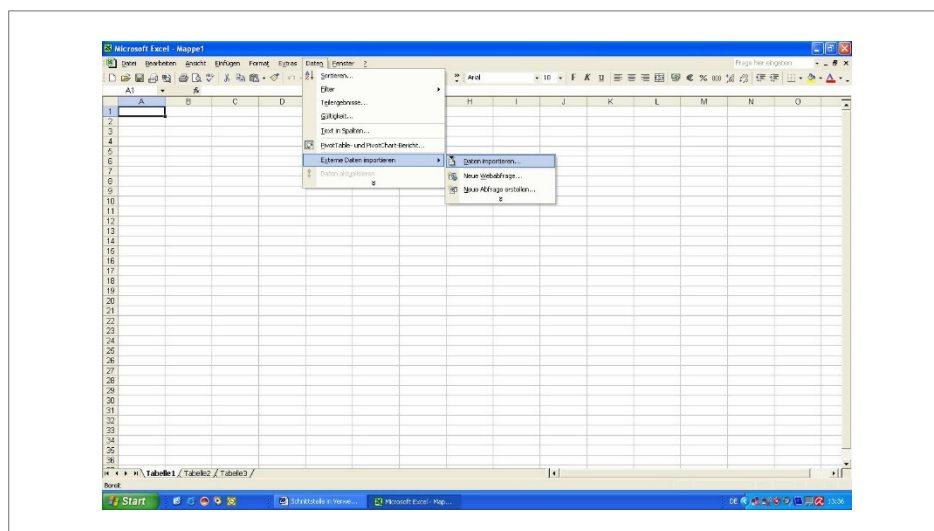 Microsoft Excel - Mappe1
Datei Bearbeiten Ansicht Einfügen Format Extras Daten Fenster ? Frage hier eingeben
Arial 10 F K U € % 000
A1 fx
A B C D H I J K L M N O
Sortieren...
Filter
Teilergebnisse...
Gültigkeit...
Text in Spalten...
PivotTable- und PivotChart-Bericht...
Externe Daten importieren
Daten aktualisieren
Daten importieren...
Neue Webabfrage...
Neue Abfrage erstellen...
1
2
3
4
5
6
7
8
9
10
11
12
13
14
15
16
17
18
19
20
21
22
23
24
25
26
27
28
29
30
31
32
33
34
35
36
Tabelle1 / Tabelle2 / Tabelle3 /
Bereit
Start Schnittstelle in Verwe... Microsoft Excel - Map... DE 13:36